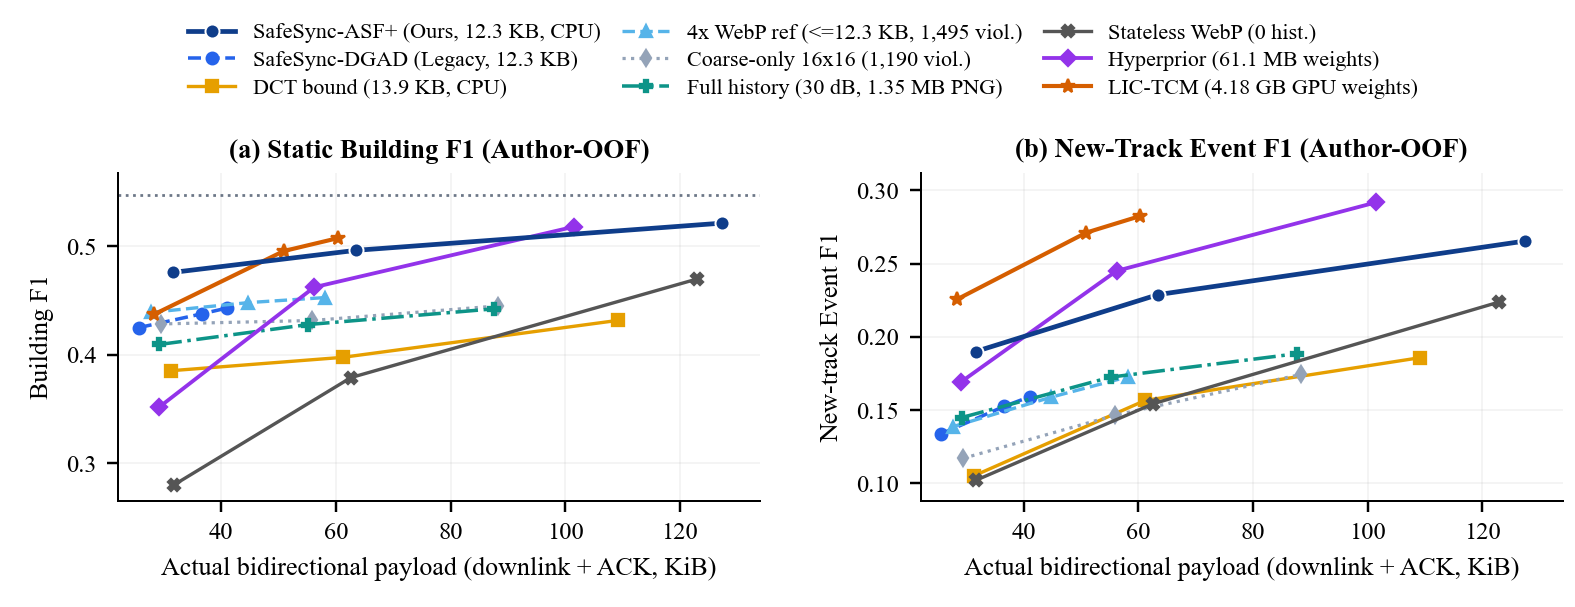 SafeSync-ASF+ (Ours, 12.3 KB, CPU)
SafeSync-DGAD (Legacy, 12.3 KB)
DCT bound (13.9 KB, CPU)
4x WebP ref (<=12.3 KB, 1,495 viol.)
Coarse-only 16x16 (1,190 viol.)
Full history (30 dB, 1.35 MB PNG)
Stateless WebP (0 hist.)
Hyperprior (61.1 MB weights)
LIC-TCM (4.18 GB GPU weights)
(a) Static Building F1 (Author-OOF)
Building F1
0.5
0.4
0.3
40 60 80 100 120
Actual bidirectional payload (downlink + ACK, KiB)
(b) New-Track Event F1 (Author-OOF)
New-track Event F1
0.30
0.25
0.20
0.15
0.10
40 60 80 100 120
Actual bidirectional payload (downlink + ACK, KiB)